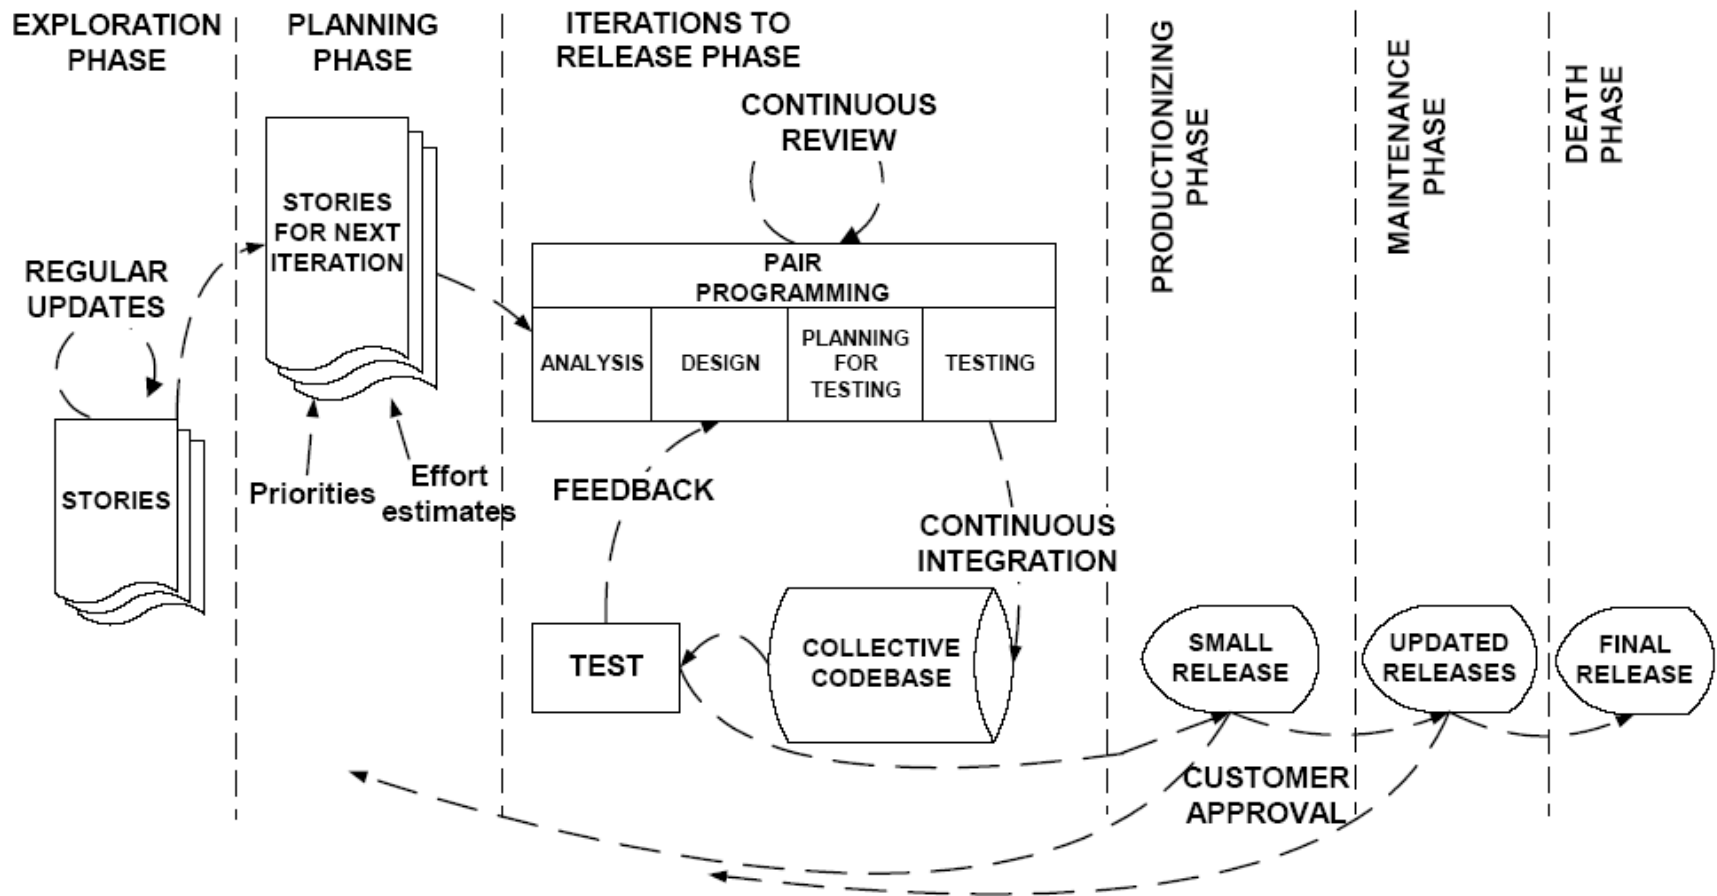 EXPLORATION
PHASE
PLANNING
PHASE
ITERATIONS TO
RELEASE PHASE
PRODUCTIONIZING
PHASE
MAINTENANCE
PHASE
DEATH
PHASE
CONTINUOUS
REVIEW
REGULAR
UPDATES
STORIES
FOR NEXT
ITERATION
PAIR
PROGRAMMING
ANALYSIS
DESIGN
PLANNING
FOR
TESTING
TESTING
STORIES
Priorities
Effort
estimates
FEEDBACK
CONTINUOUS
INTEGRATION
TEST
COLLECTIVE
CODEBASE
SMALL
RELEASE
UPDATED
RELEASES
FINAL
RELEASE
CUSTOMER
APPROVAL